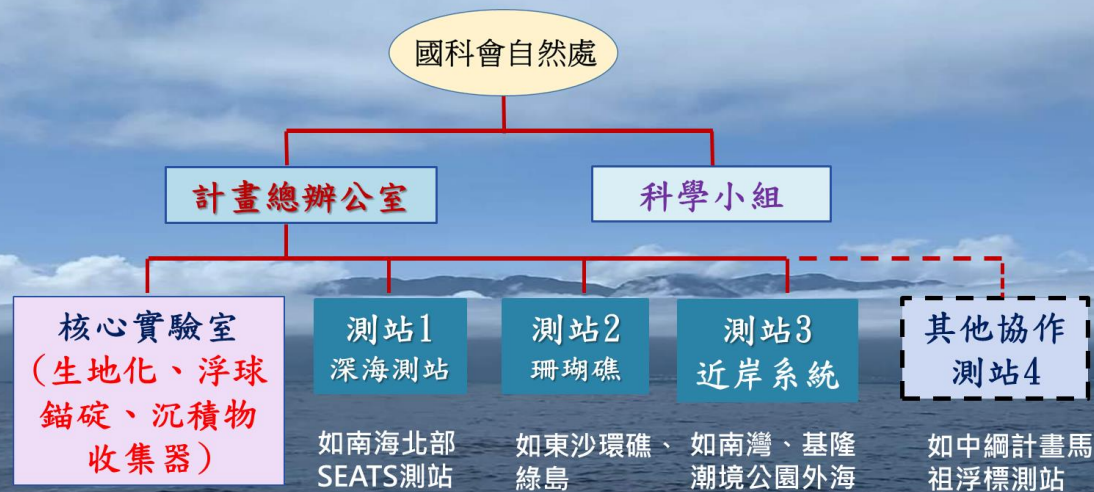 國科會自然處
計畫總辦公室
科學小組
核心實驗室
（生地化、浮球
錨碇、沉積物
收集器）
測站1
深海測站
如南海北部
SEATS測站
測站2
珊瑚礁
如東沙環礁、
綠島
測站3
近岸系統
如南灣、基隆
潮境公園外海
其他協作
測站4
如中綱計畫馬
祖浮標測站